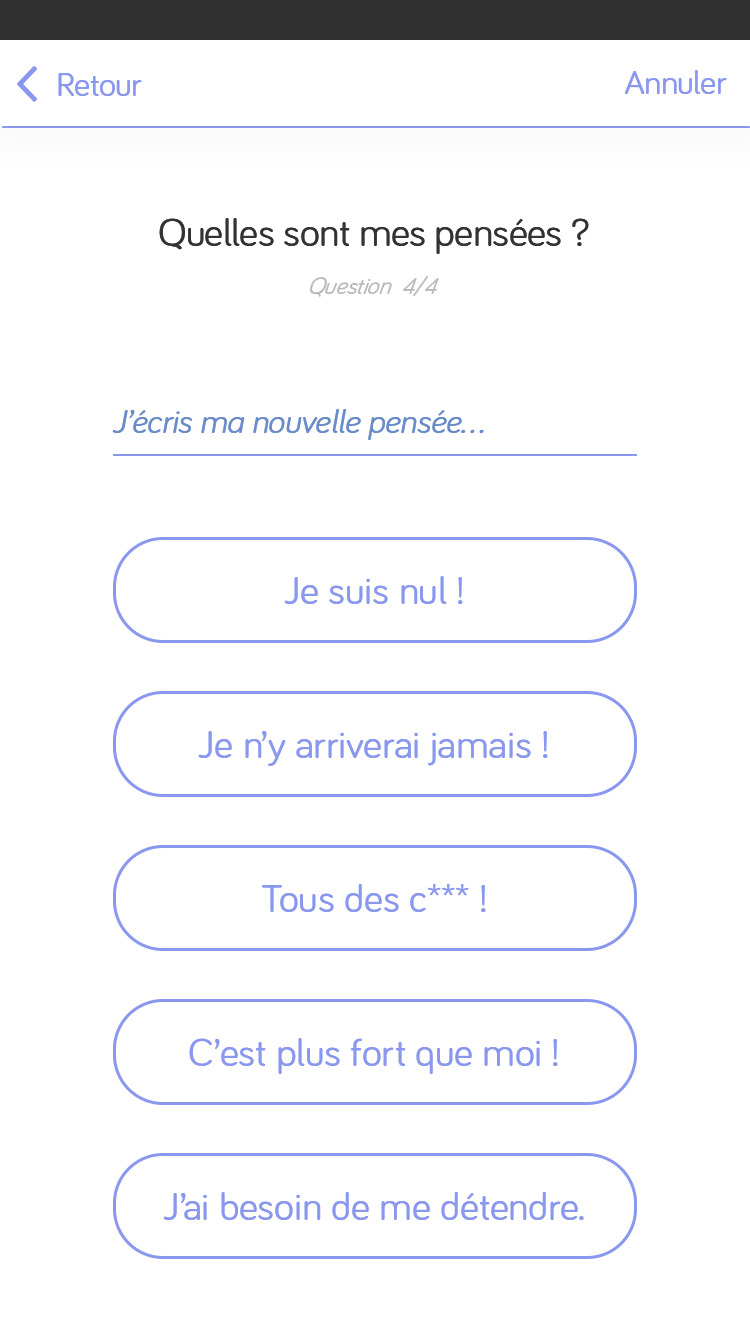 Retour
Annuler
Quelles sont mes pensées ?
Question 4/4
J’écris ma nouvelle pensée...
Je suis nul !
Je n’y arriverai jamais !
Tous des c*** !
C’est plus fort que moi !
J’ai besoin de me détendre.